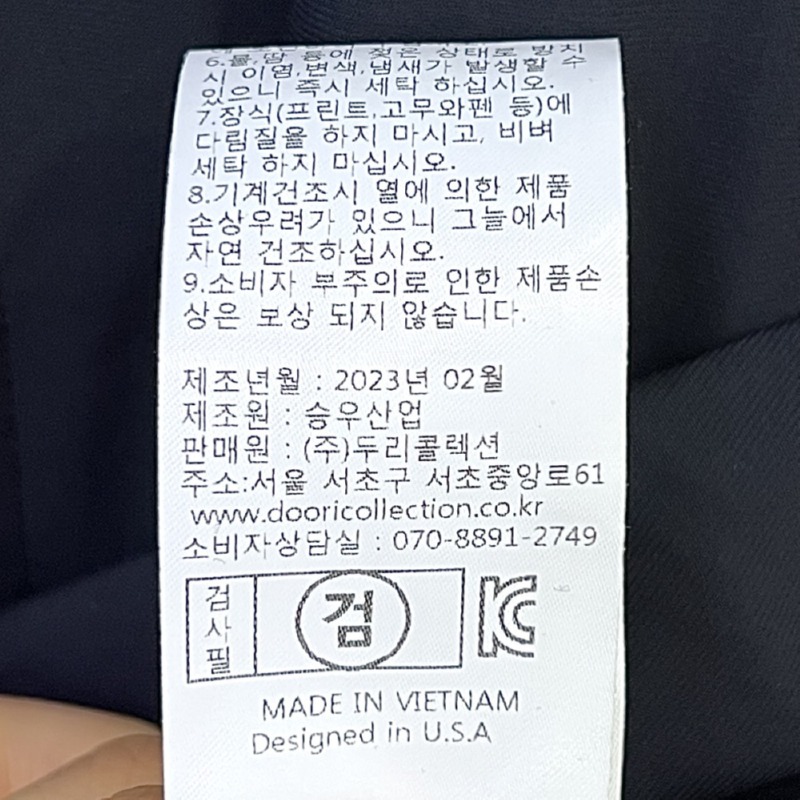 6.물,땀 등에 젖은 상태로 방치
시 이염,변색,냄새가 발생할 수
있으니 즉시 세탁 하십시오.
7.장식(프린트,고무와펜 등)에
다림질을 하지 마시고, 비벼
세탁 하지 마십시오.
8.기계건조시 열에 의한 제품
손상우려가 있으니 그늘에서
자연 건조하십시오.
9.소비자 부주의로 인한 제품손
상은 보상 되지 않습니다.
제조년월 : 2023년 02월
제조원 : 승우산업
판매원 : (주)두리콜렉션
주소:서울 서초구 서초중앙로61
www.dooricollection.co.kr
소비자상담실 : 070-8891-2749
검사필
검
KC
MADE IN VIETNAM
Designed in U.S.A